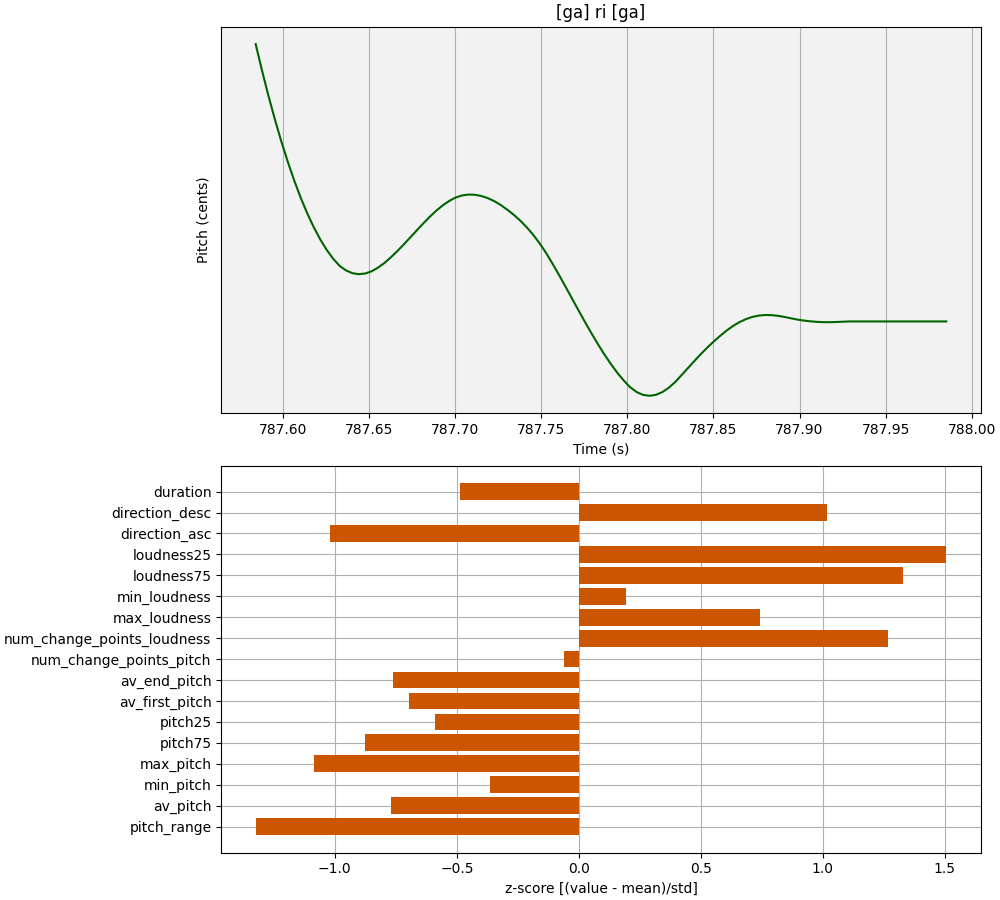 [ga] ri [ga]
Pitch (cents)
787.60 787.65 787.70 787.75 787.80 787.85 787.90 787.95 788.00
Time (s)
duration
direction_desc
direction_asc
loudness25
loudness75
min_loudness
max_loudness
num_change_points_loudness
num_change_points_pitch
av_end_pitch
av_first_pitch
pitch25
pitch75
max_pitch
min_pitch
av_pitch
pitch_range
−1.0 −0.5 0.0 0.5 1.0 1.5
z-score [(value - mean)/std]